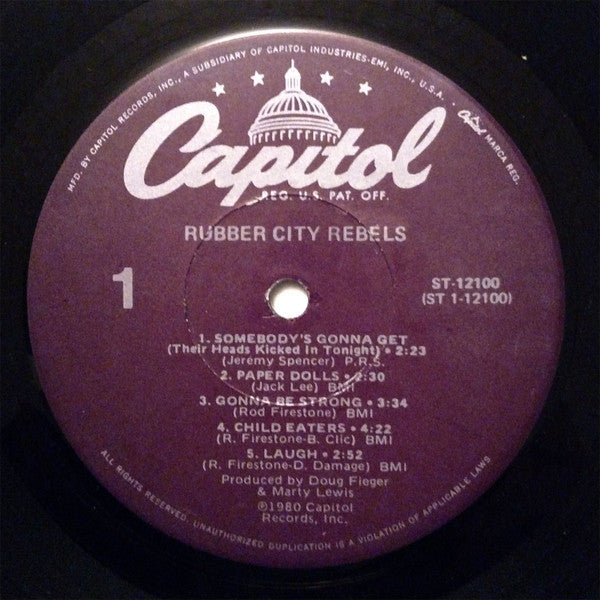 MFD. BY CAPITOL RECORDS, INC., A SUBSIDIARY OF CAPITOL INDUSTRIES-EMI, INC., U.S.A. • Capitol MARCA REG.
Capitol
REG. U.S. PAT. OFF.
RUBBER CITY REBELS
1
ST-12100
(ST 1-12100)
1. SOMEBODY'S GONNA GET
(Their Heads Kicked In Tonight) • 2:23
(Jeremy Spencer) P.R.S.
2. PAPER DOLLS • 2:30
(Jack Lee) BMI
3. GONNA BE STRONG • 3:34
(Rod Firestone) BMI
4. CHILD EATERS • 4:22
(R. Firestone-B. Clic) BMI
5. LAUGH • 2:52
(R. Firestone-D. Damage) BMI
Produced by Doug Fieger
& Marty Lewis
℗1980 Capitol
Records, Inc.
ALL RIGHTS RESERVED. UNAUTHORIZED DUPLICATION IS A VIOLATION OF APPLICABLE LAWS